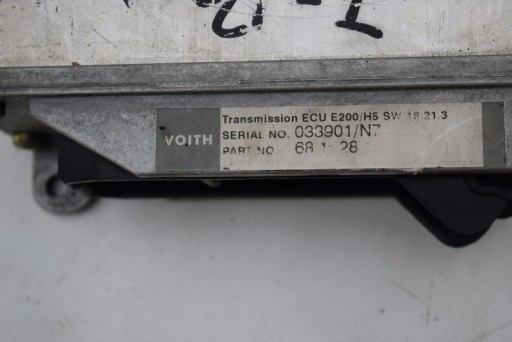 Transmission ECU E200/H5 SW 18.21.3
VOITH
SERIAL NO. 033901/N7
PART NO